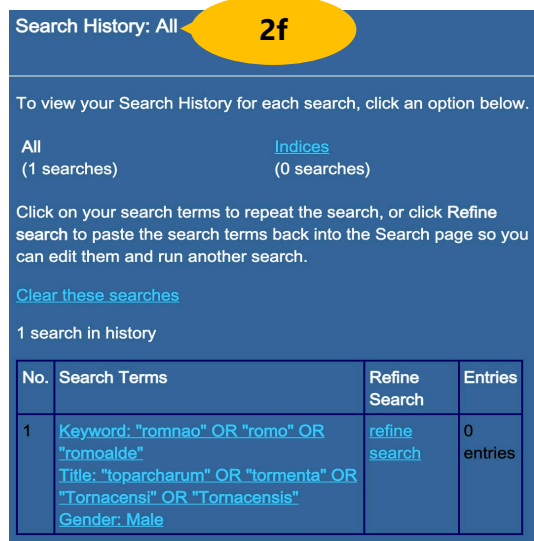 Search History: All
2f
To view your Search History for each search, click an option below.
All Indices
(1 searches) (0 searches)
Click on your search terms to repeat the search, or click Refine
search to paste the search terms back into the Search page so you
can edit them and run another search.
Clear these searches
1 search in history
No. Search Terms Refine Search Entries
1 Keyword: "romnao" OR "romo" OR "romoalde" refine search 0 entries
Title: "toparcharum" OR "tormenta" OR
"Tornacensi" OR "Tornacensis"
Gender: Male